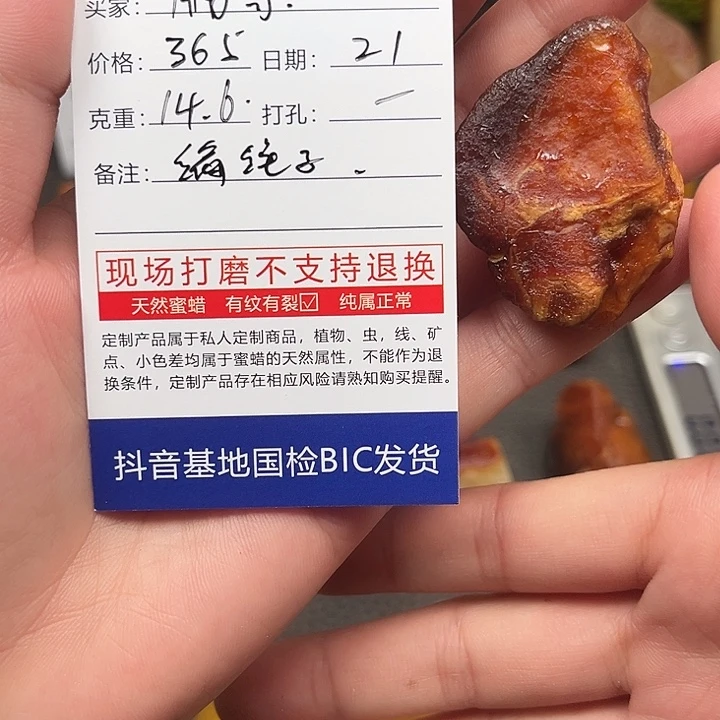 买家：
价格：365 日期：21
克重：14.6. 打孔：一
备注：编绳子.
现场打磨不支持退换
天然蜜蜡 有纹有裂☑ 纯属正常
定制产品属于私人定制商品，植物、虫，线、矿
点、小色差均属于蜜蜡的天然属性，不能作为退
换条件，定制产品存在相应风险请熟知购买提醒。
抖音基地国检BIC发货